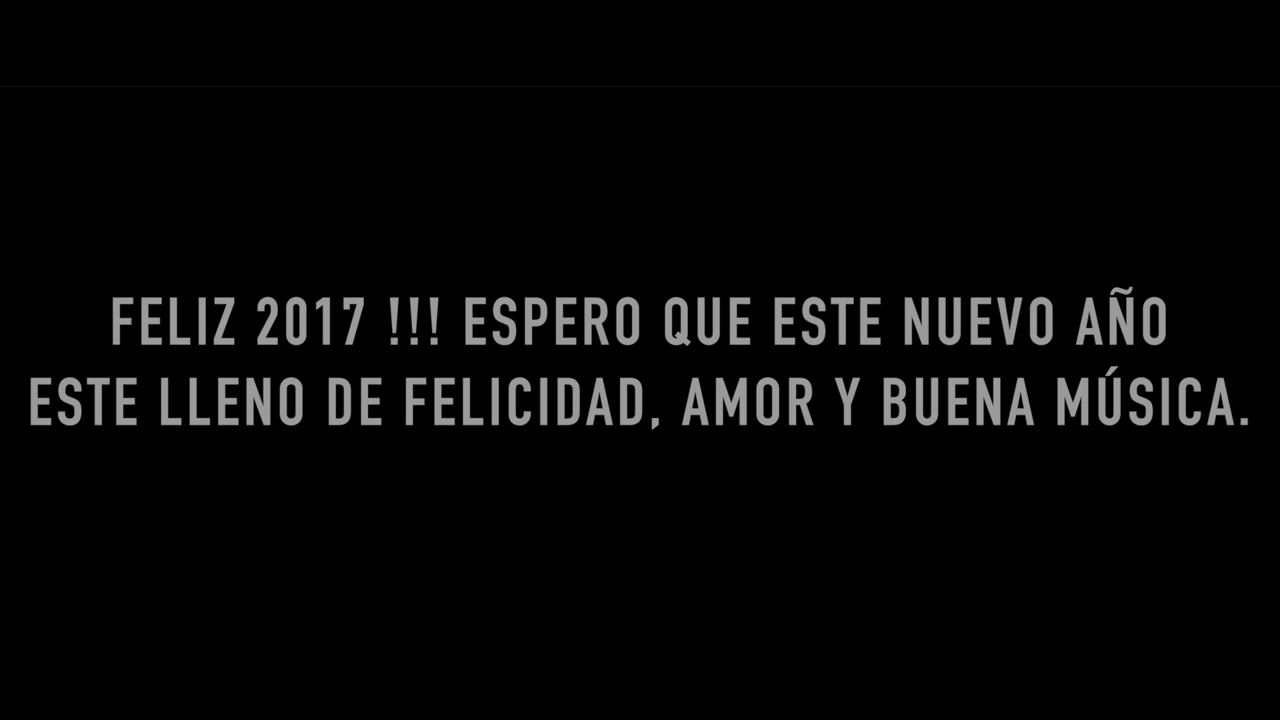 FELIZ 2017 !!! ESPERO QUE ESTE NUEVO AÑO
ESTE LLENO DE FELICIDAD, AMOR Y BUENA MÚSICA.